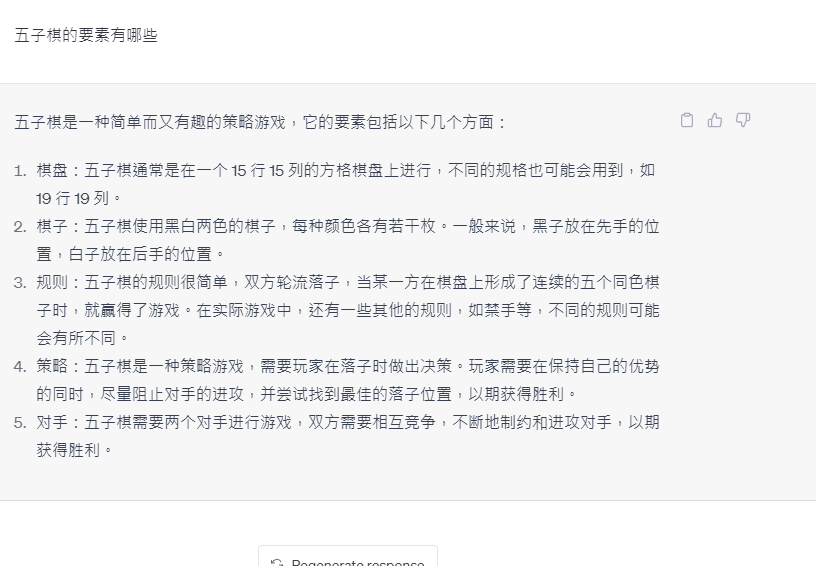 五子棋的要素有哪些
五子棋是一种简单而又有趣的策略游戏，它的要素包括以下几个方面：
1. 棋盘：五子棋通常是在一个 15 行 15 列的方格棋盘上进行，不同的规格也可能会用到，如
19 行 19 列。
2. 棋子：五子棋使用黑白两色的棋子，每种颜色各有若干枚。一般来说，黑子放在先手的位
置，白子放在后手的位置。
3. 规则：五子棋的规则很简单，双方轮流落子，当某一方在棋盘上形成了连续的五个同色棋
子时，就赢得了游戏。在实际游戏中，还有一些其他的规则，如禁手等，不同的规则可能
会有所不同。
4. 策略：五子棋是一种策略游戏，需要玩家在落子时做出决策。玩家需要在保持自己的优势
的同时，尽量阻止对手的进攻，并尝试找到最佳的落子位置，以期获得胜利。
5. 对手：五子棋需要两个对手进行游戏，双方需要相互竞争，不断地制约和进攻对手，以期
获得胜利。
Regenerate response